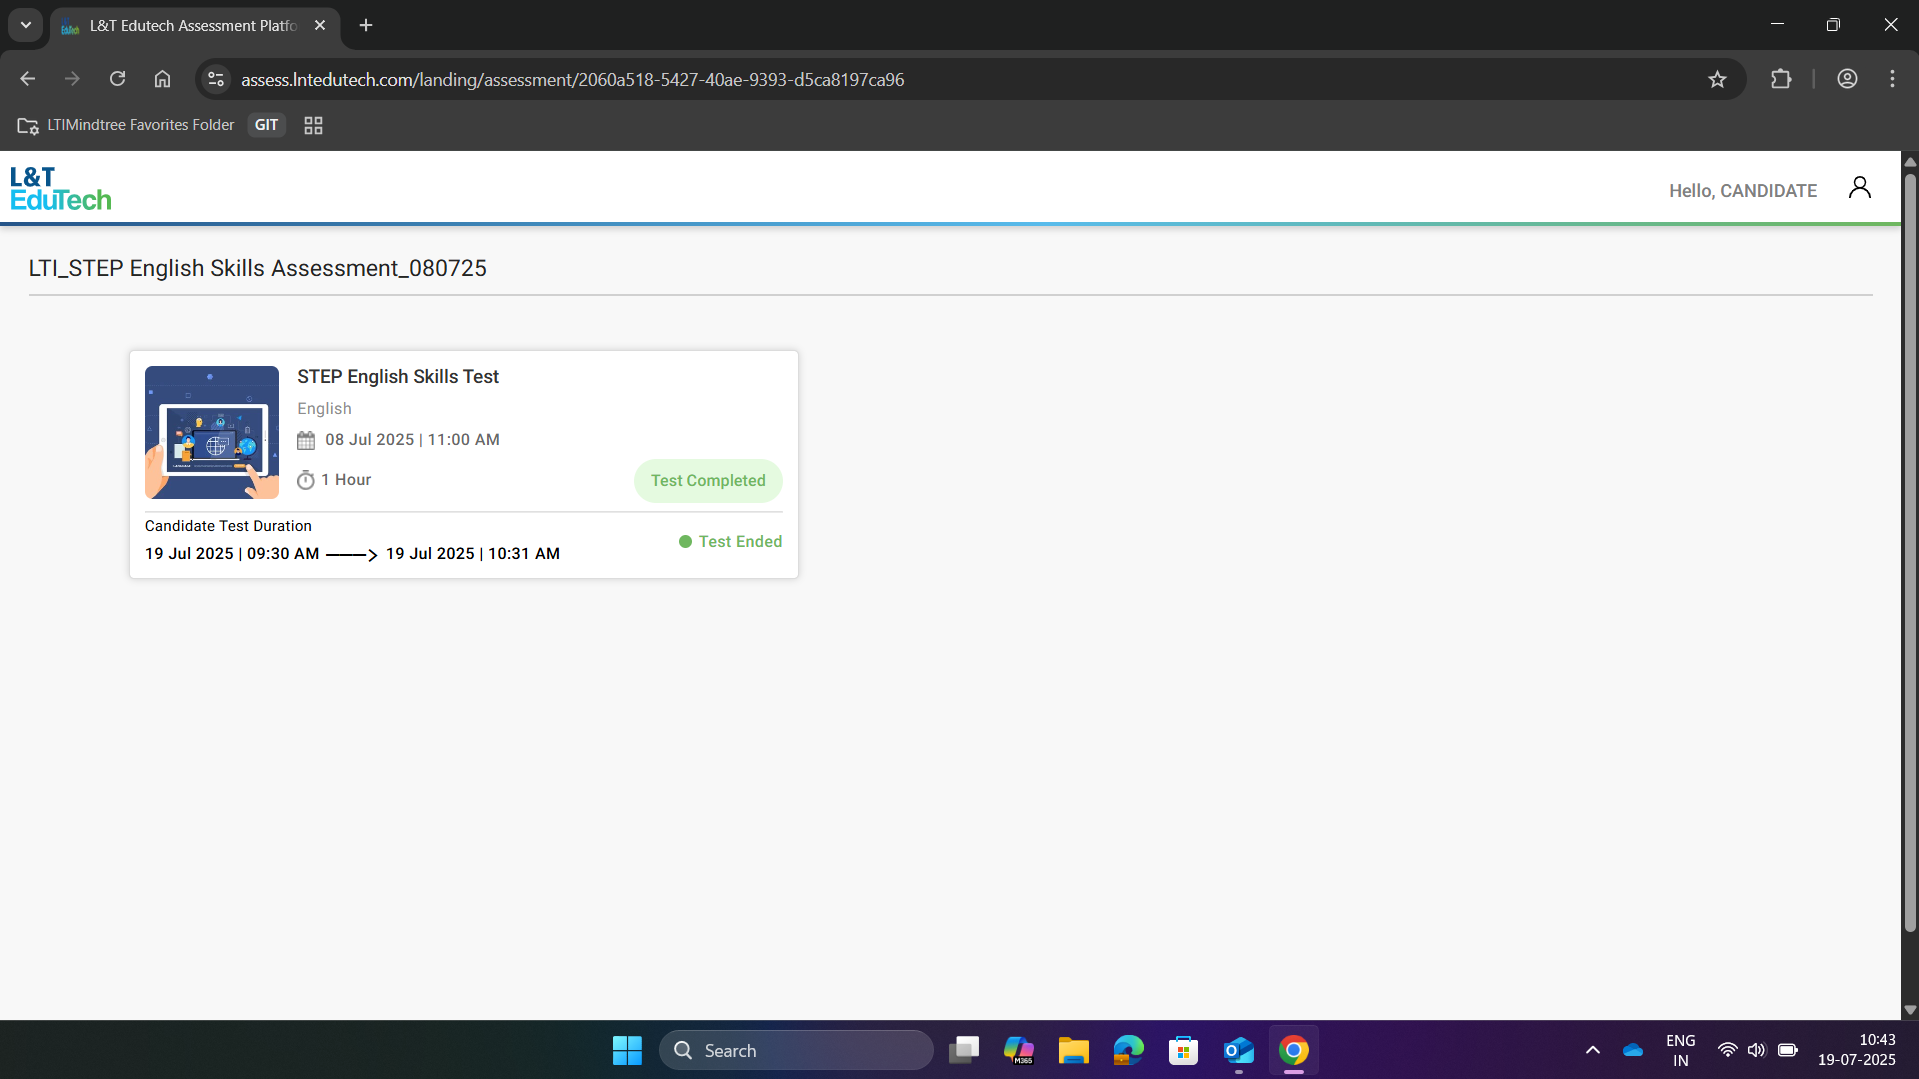 L&T Edutech Assessment Platfo
assess.lntedutech.com/landing/assessment/2060a518-5427-40ae-9393-d5ca8197ca96
LTIMindtree Favorites Folder GIT
L&T
EduTech
Hello, CANDIDATE
LTI_STEP English Skills Assessment_080725
STEP English Skills Test
English
08 Jul 2025 | 11:00 AM
1 Hour
Test Completed
Candidate Test Duration
19 Jul 2025 | 09:30 AM ——> 19 Jul 2025 | 10:31 AM
Test Ended
Search
M365
ENG
IN
10:43
19-07-2025